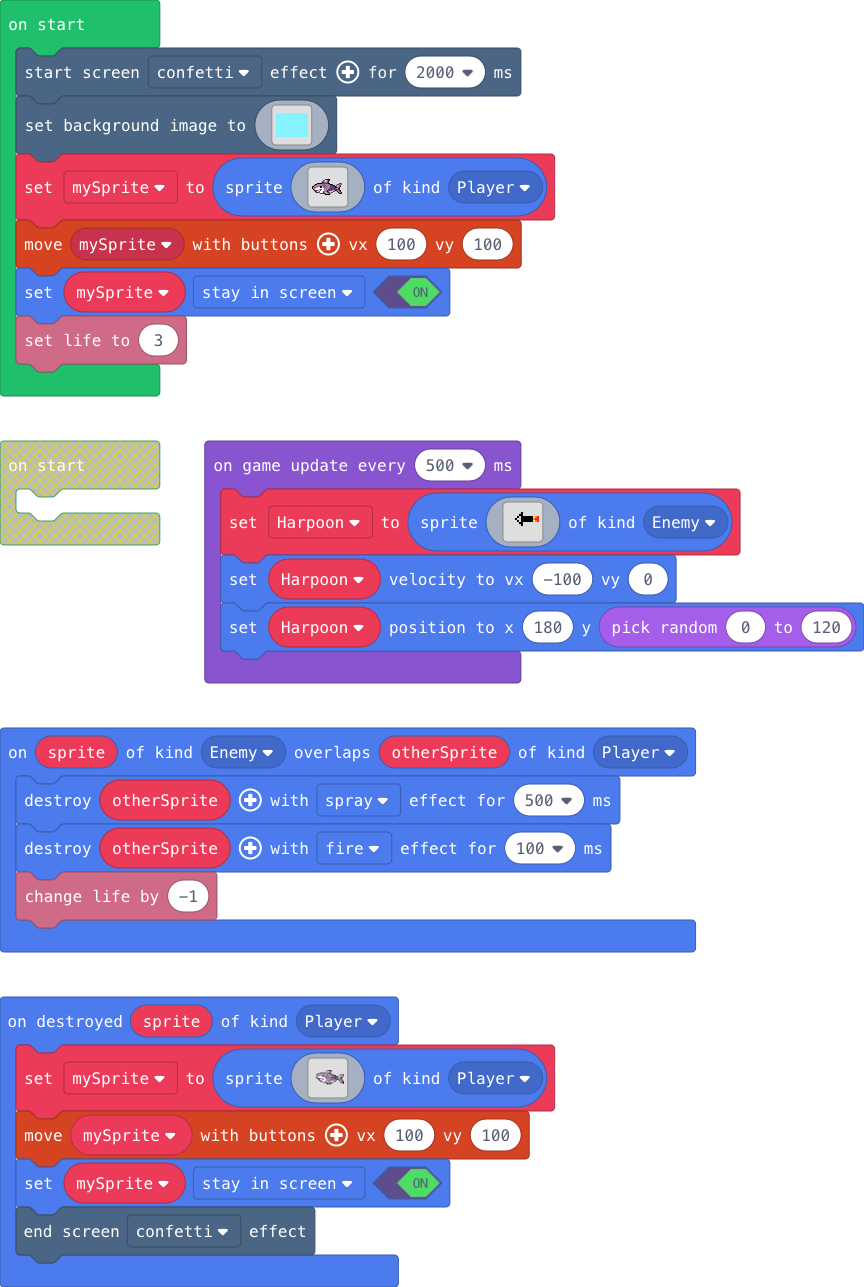 on start
start screen confetti effect for 2000 ms
set background image to
set mySprite to sprite of kind Player
move mySprite with buttons vx 100 vy 100
set mySprite stay in screen ON
set life to 3
on start
on game update every 500 ms
set Harpoon to sprite of kind Enemy
set Harpoon velocity to vx -100 vy 0
set Harpoon position to x 180 y pick random 0 to 120
on sprite of kind Enemy overlaps otherSprite of kind Player
destroy otherSprite with spray effect for 500 ms
destroy otherSprite with fire effect for 100 ms
change life by -1
on destroyed sprite of kind Player
set mySprite to sprite of kind Player
move mySprite with buttons vx 100 vy 100
set mySprite stay in screen ON
end screen confetti effect